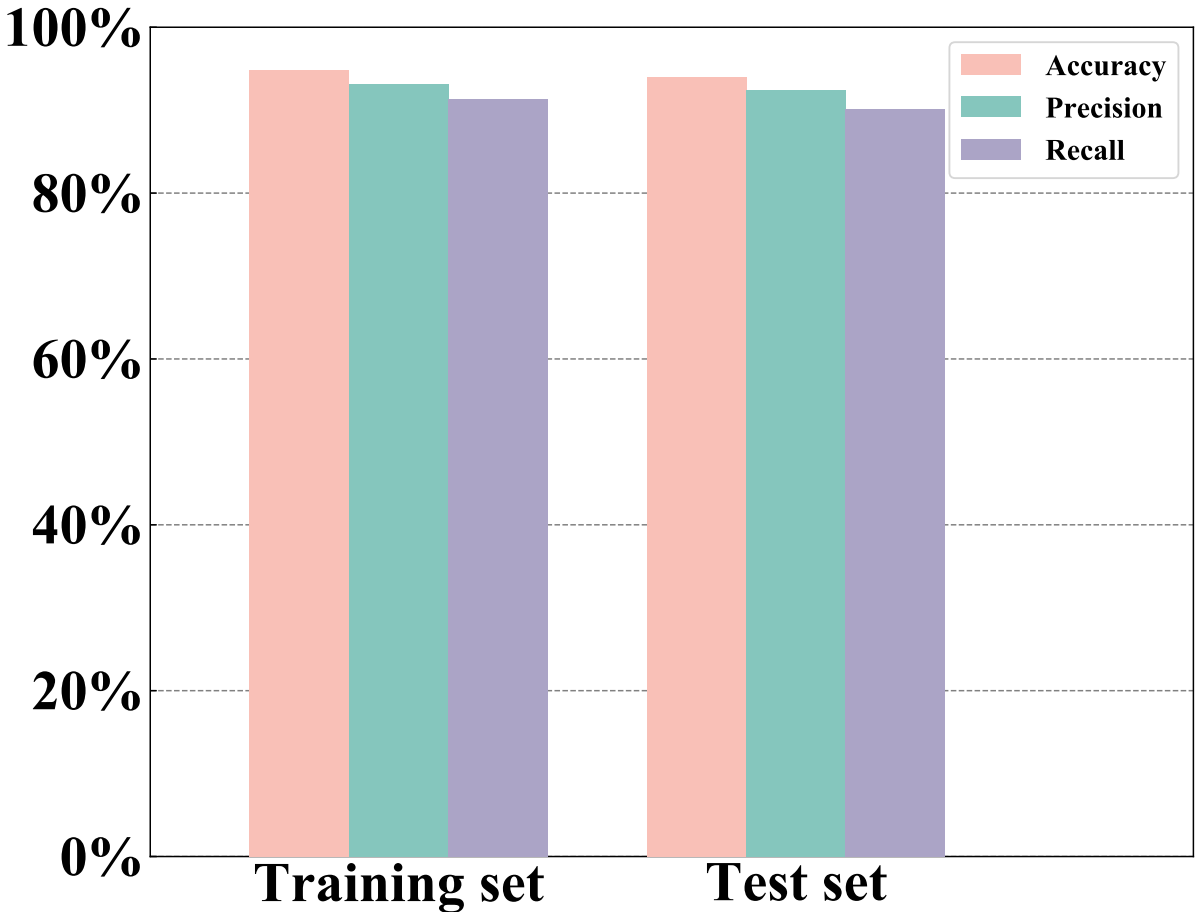 100%
80%
60%
40%
20%
0%
Accuracy
Precision
Recall
Training set
Test set